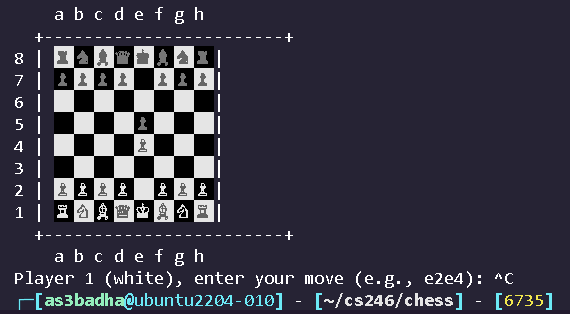 a b c d e f g h
+------------------------+
8 | ♜♞♝♛♚♝♞♜ |
7 | ♟♟♟♟ ♟♟♟ |
6 | |
5 | ♟ |
4 | ♙ |
3 | |
2 | ♙♙♙♙ ♙♙♙ |
1 | ♖♘♗♕♔♗♘♖ |
+------------------------+
a b c d e f g h
Player 1 (white), enter your move (e.g., e2e4): ^C
┌─[as3badha@ubuntu2204-010] - [~/cs246/chess] - [6735]